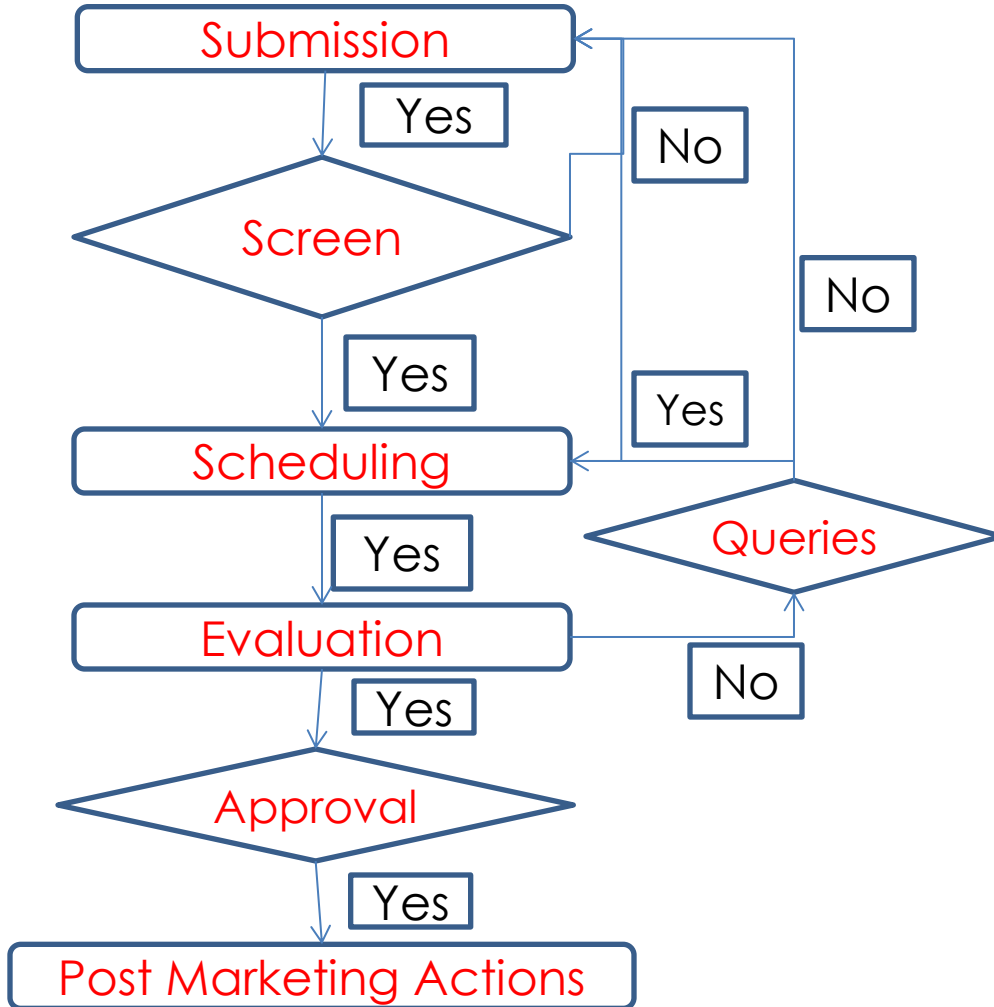 Submission
Yes
No
Screen
No
Yes
Yes
Scheduling
Yes
Queries
Evaluation
No
Yes
Approval
Yes
Post Marketing Actions